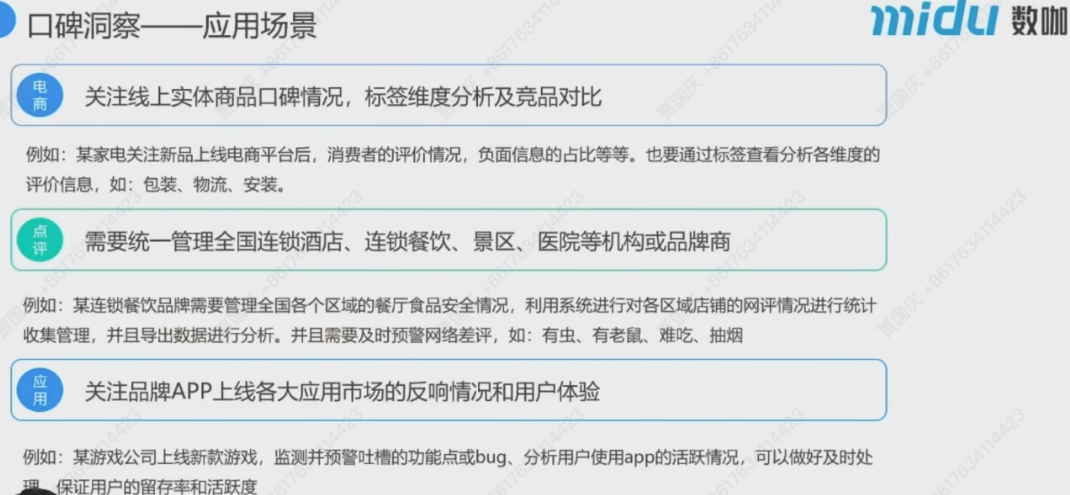 口碑洞察——应用场景
midu 数咖
电商
关注线上实体商品口碑情况，标签维度分析及竞品对比
例如：某家电关注新品上线电商平台后，消费者的评价情况，负面信息的占比等等。也要通过标签查看分析各维度的
评价信息，如：包装、物流、安装。
点评
需要统一管理全国连锁酒店、连锁餐饮、景区、医院等机构或品牌商
例如：某连锁餐饮品牌需要管理全国各个区域的餐厅食品安全情况，利用系统进行对各区域店铺的网评情况进行统计
收集管理，并且导出数据进行分析。并且需要及时预警网络差评，如：有虫、有老鼠、难吃、抽烟
应用
关注品牌APP上线各大应用市场的反响情况和用户体验
例如：某游戏公司上线新款游戏，监测并预警吐槽的功能点或bug、分析用户使用app的活跃情况，可以做好及时处
理，保证用户的留存率和活跃度
贾国庆 +8617634114423